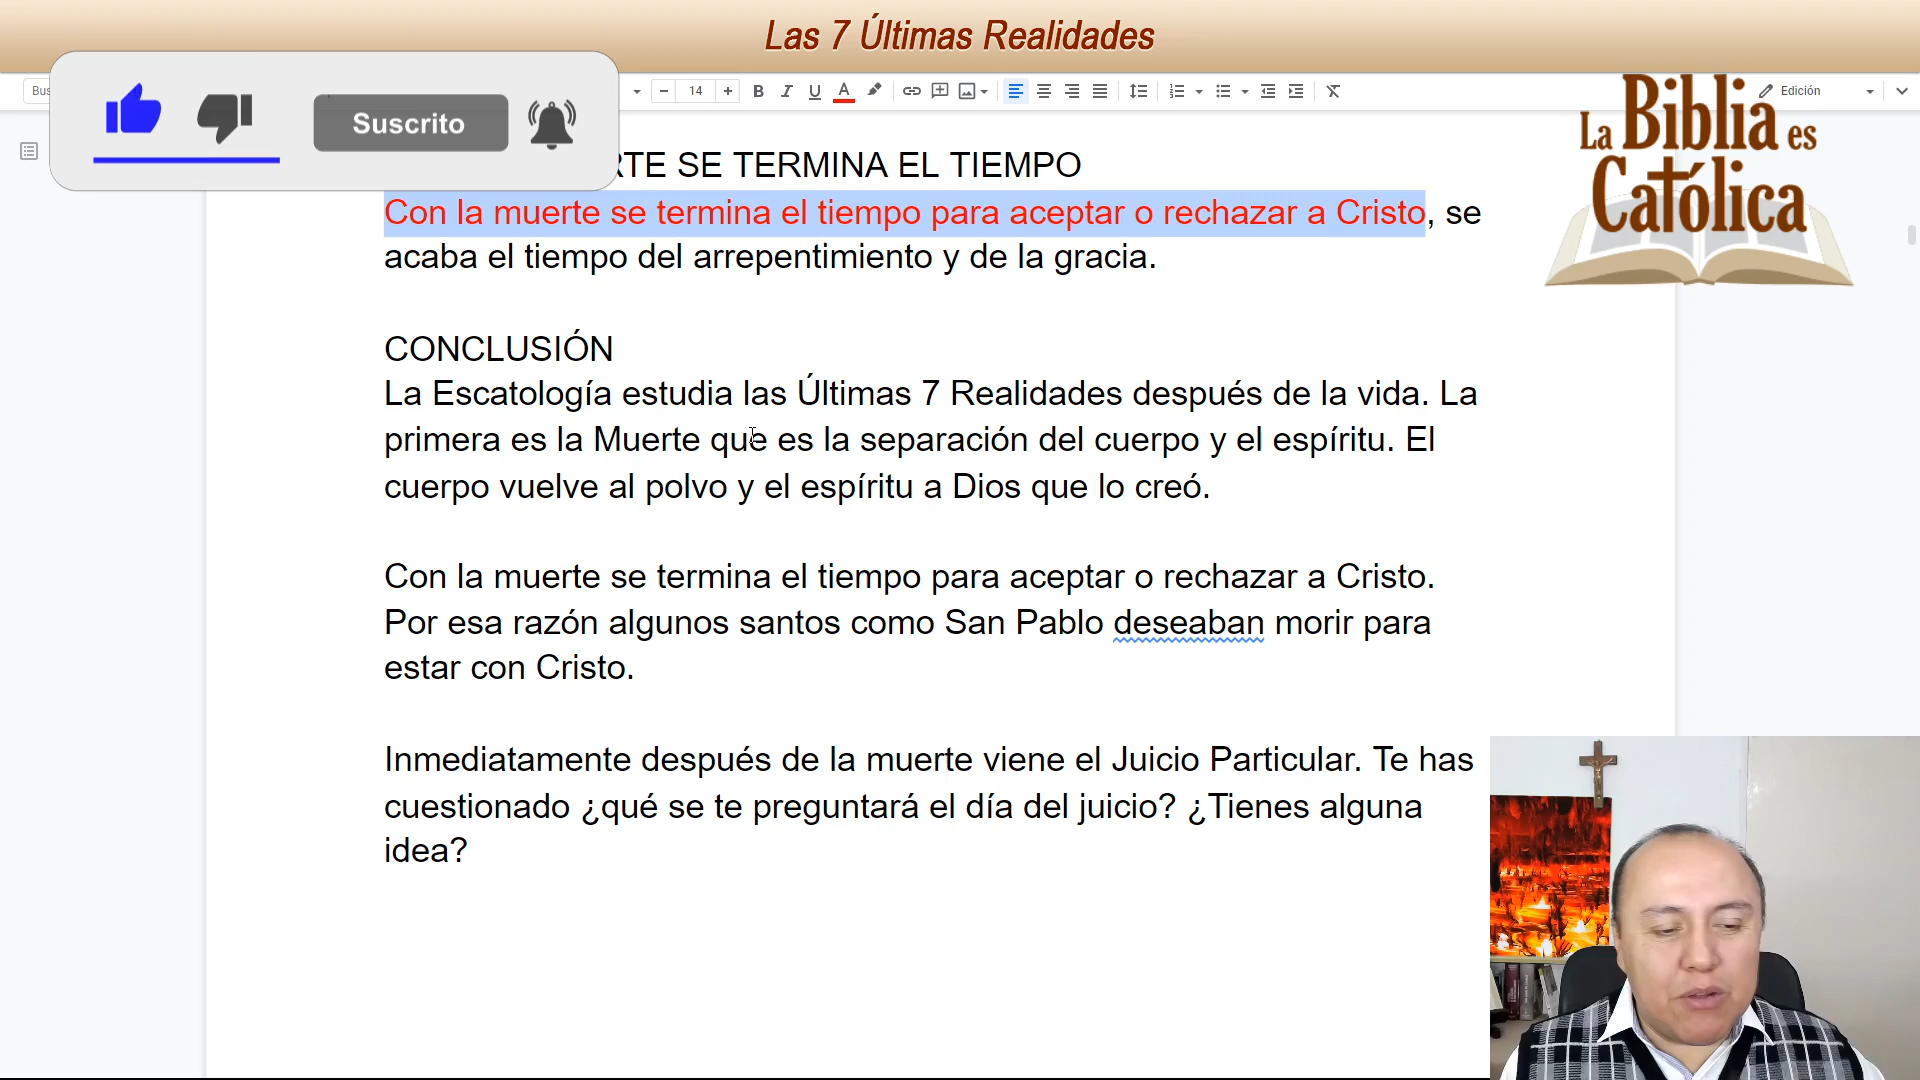 Las 7 Últimas Realidades
Bus
14
B I U A
Edición
Suscrito
La Biblia es
Católica
RTE SE TERMINA EL TIEMPO
Con la muerte se termina el tiempo para aceptar o rechazar a Cristo, se
acaba el tiempo del arrepentimiento y de la gracia.
CONCLUSIÓN
La Escatología estudia las Últimas 7 Realidades después de la vida. La
primera es la Muerte que es la separación del cuerpo y el espíritu. El
cuerpo vuelve al polvo y el espíritu a Dios que lo creó.
Con la muerte se termina el tiempo para aceptar o rechazar a Cristo.
Por esa razón algunos santos como San Pablo deseaban morir para
estar con Cristo.
Inmediatamente después de la muerte viene el Juicio Particular. Te has
cuestionado ¿qué se te preguntará el día del juicio? ¿Tienes alguna
idea?